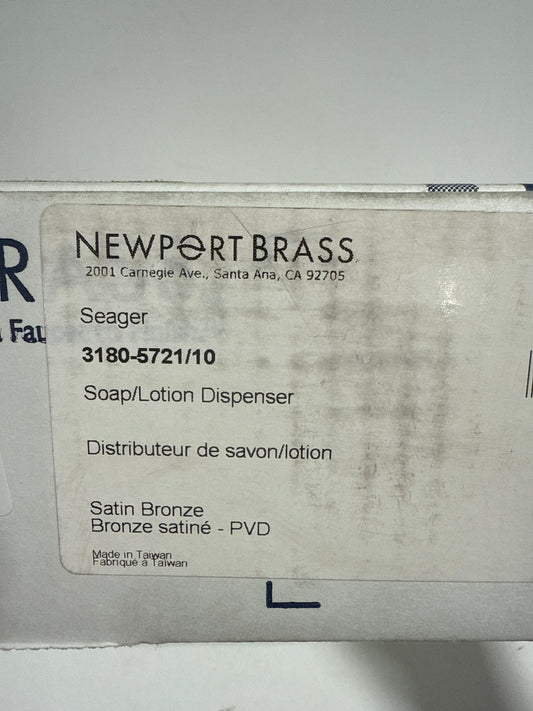 NEWPORT BRASS
2001 Carnegie Ave., Santa Ana, CA 92705
Seager
3180-5721/10
Soap/Lotion Dispenser
Distributeur de savon/lotion
Satin Bronze
Bronze satiné - PVD
Made in Taiwan
Fabriqué à Taiwan
R
Fau